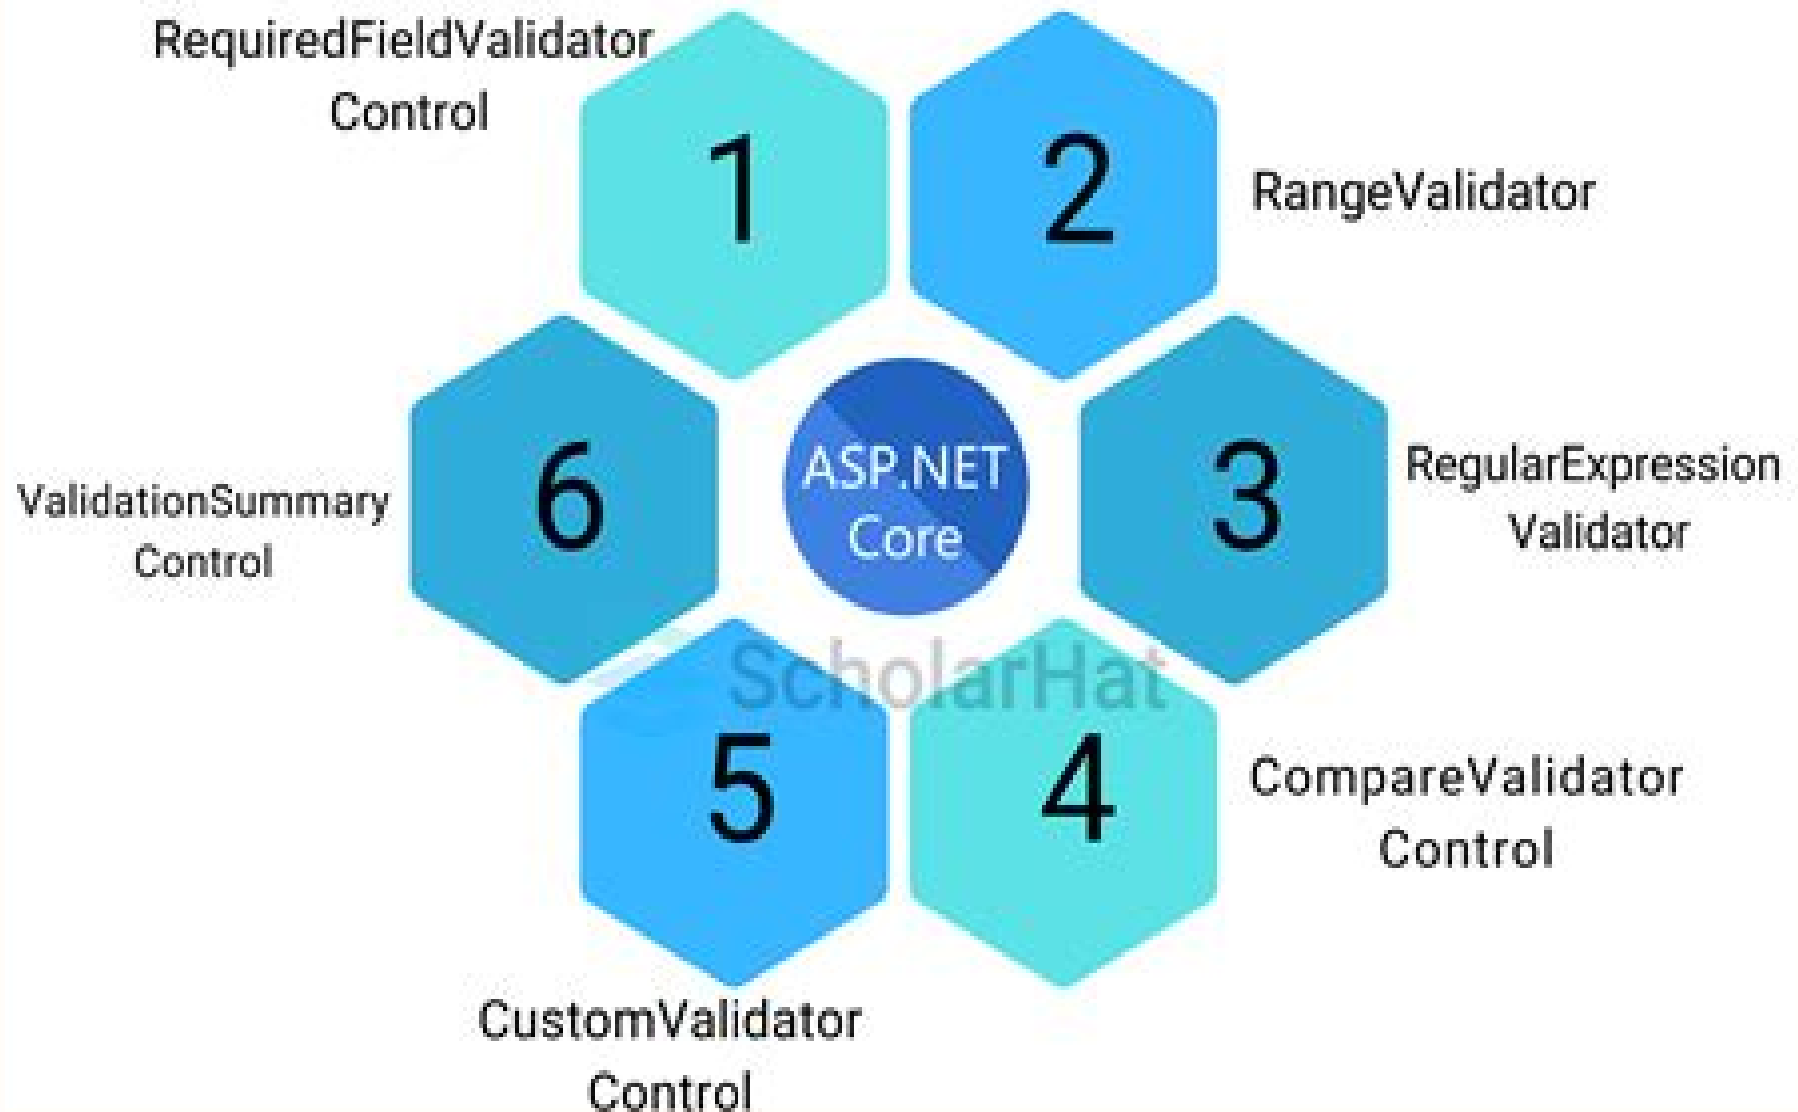 RequiredFieldValidator
Control
1
2
RangeValidator
6
ASP.NET
Core
3
RegularExpression
Validator
ValidationSummary
Control
ScholarHat
5
4
CompareValidator
Control
CustomValidator
Control